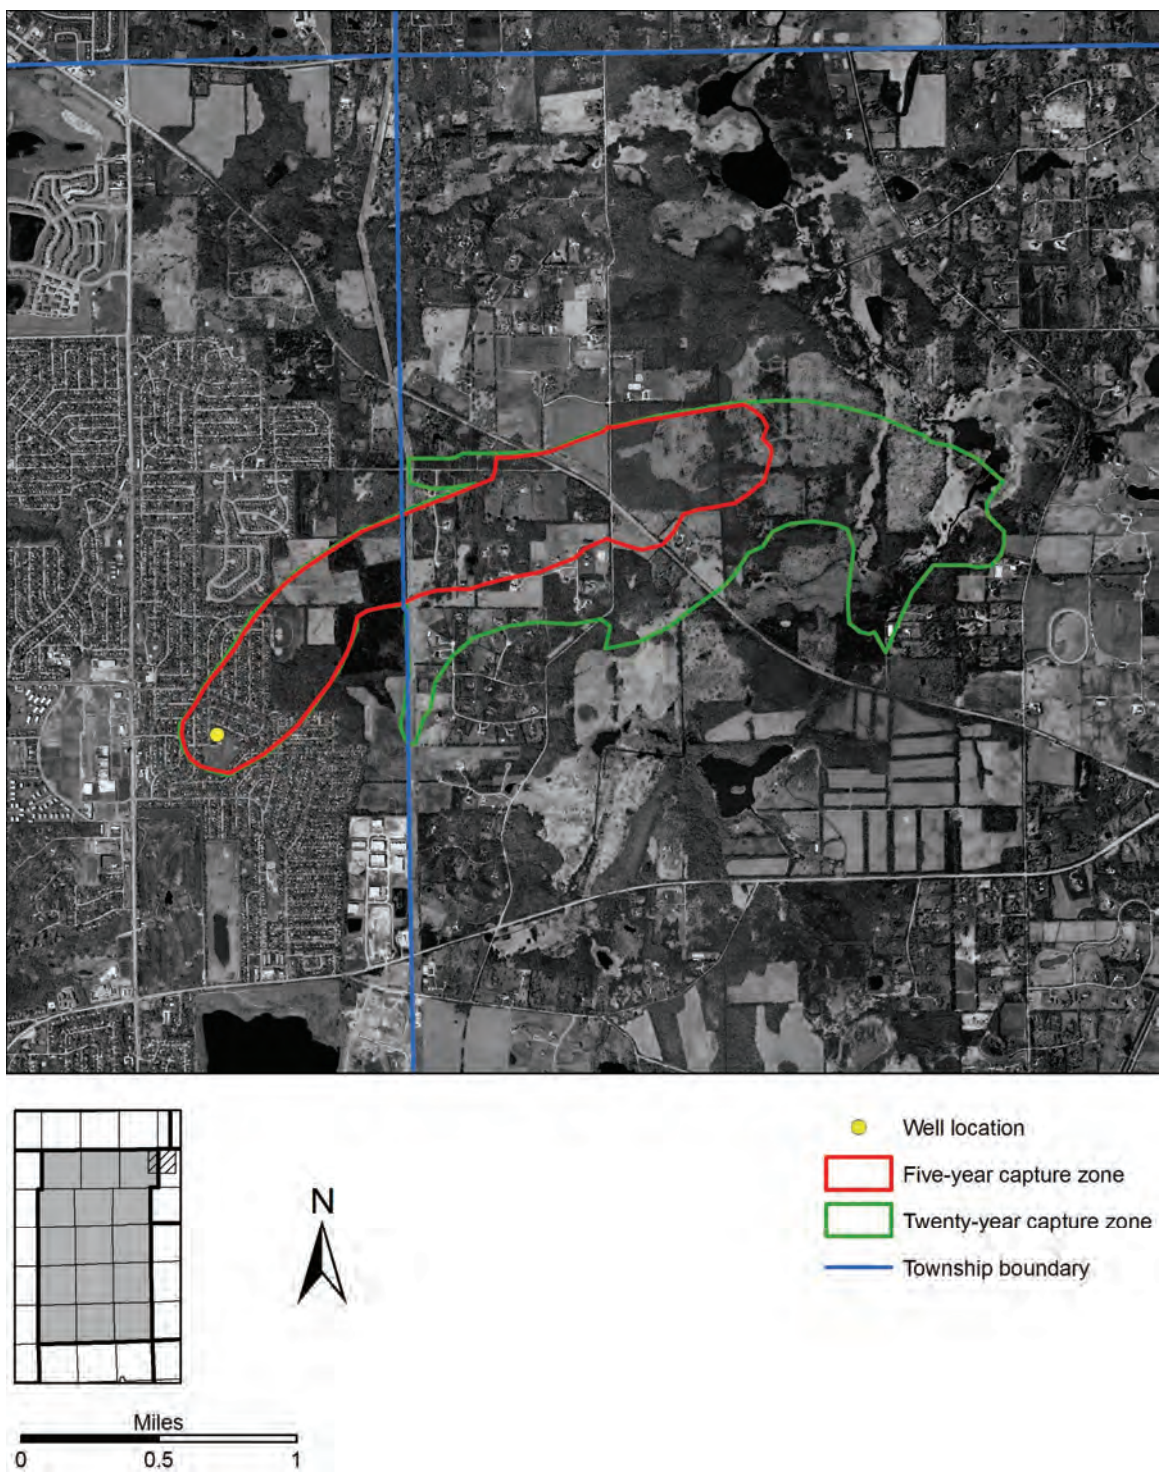 Well location
Five-year capture zone
N
Twenty-year capture zone
Township boundary
Miles
0 0.5 1